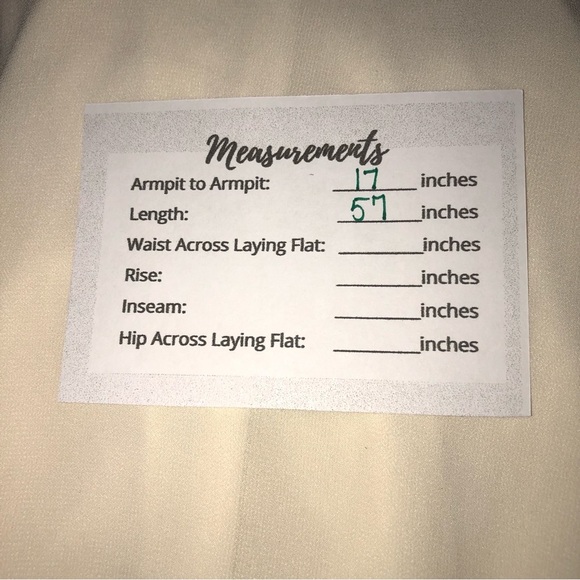 Measurements
Armpit to Armpit: 17 inches
Length: 57 inches
Waist Across Laying Flat: ________inches
Rise: ________inches
Inseam: ________inches
Hip Across Laying Flat: ________inches